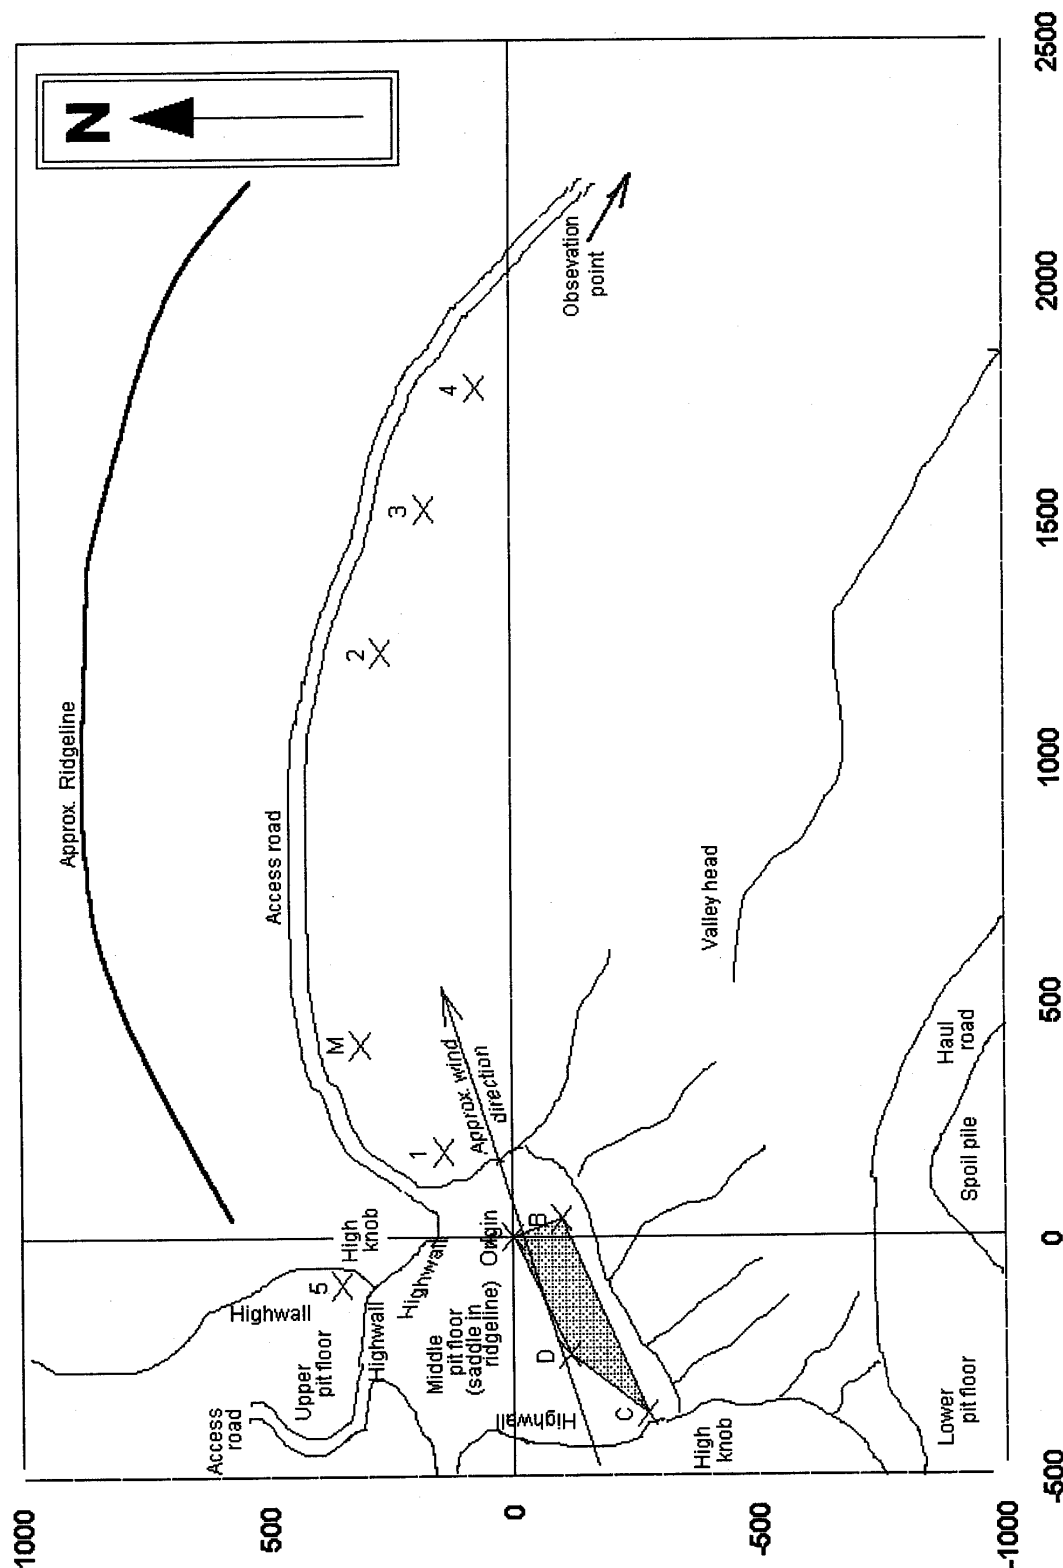 N
Approx. Ridgeline
Access road
Obsevation
point
1
M
2
3
4
5
Approx. wind
direction
High
knob
Highwall
Highwall
Highwall
Upper
pit floor
Access
road
Middle
pit floor
(saddle in
ridgeline)
Origin
B
D
C
Highwall
High
knob
Valley head
Haul
road
Spoil pile
Lower
pit floor
1000
500
0
-500
-1000
-500
0
500
1000
1500
2000
2500